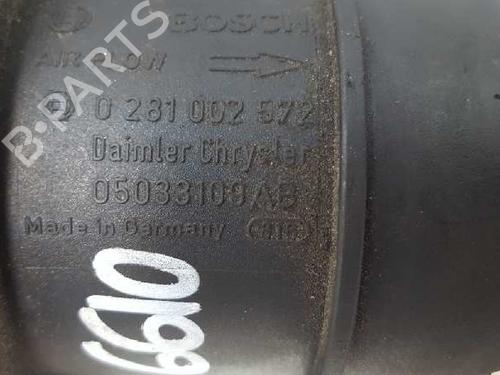 BOSCH
AIR FLOW
0 281 002 572
Daimler Chrysler
05033109AB
Made in Germany
6610
B-PARTS